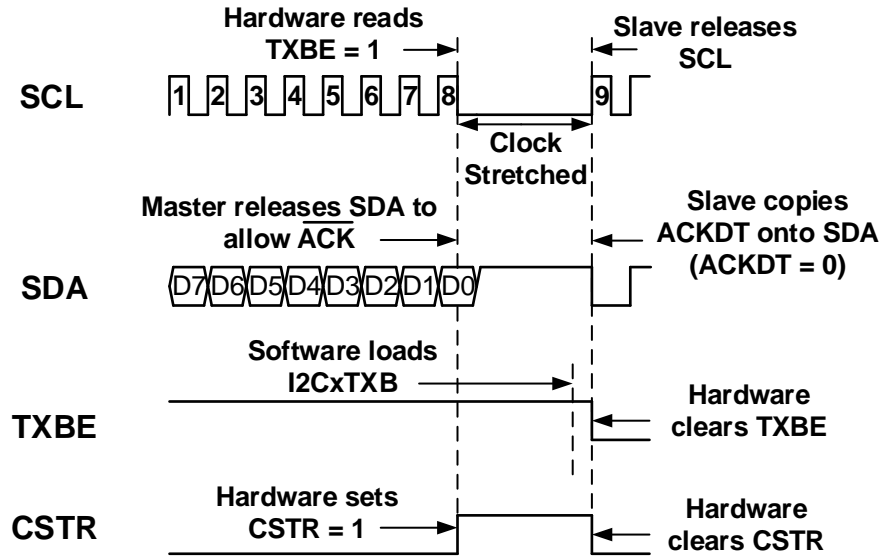 Hardware reads
TXBE = 1
Slave releases
SCL
SCL
1 2 3 4 5 6 7 8 9
Clock
Stretched
Master releases SDA to
allow A̅C̅K̅
Slave copies
ACKDT onto SDA
(ACKDT = 0)
SDA
D7 D6 D5 D4 D3 D2 D1 D0
Software loads
I2CxTXB
TXBE
Hardware
clears TXBE
Hardware sets
CSTR = 1
CSTR
Hardware
clears CSTR